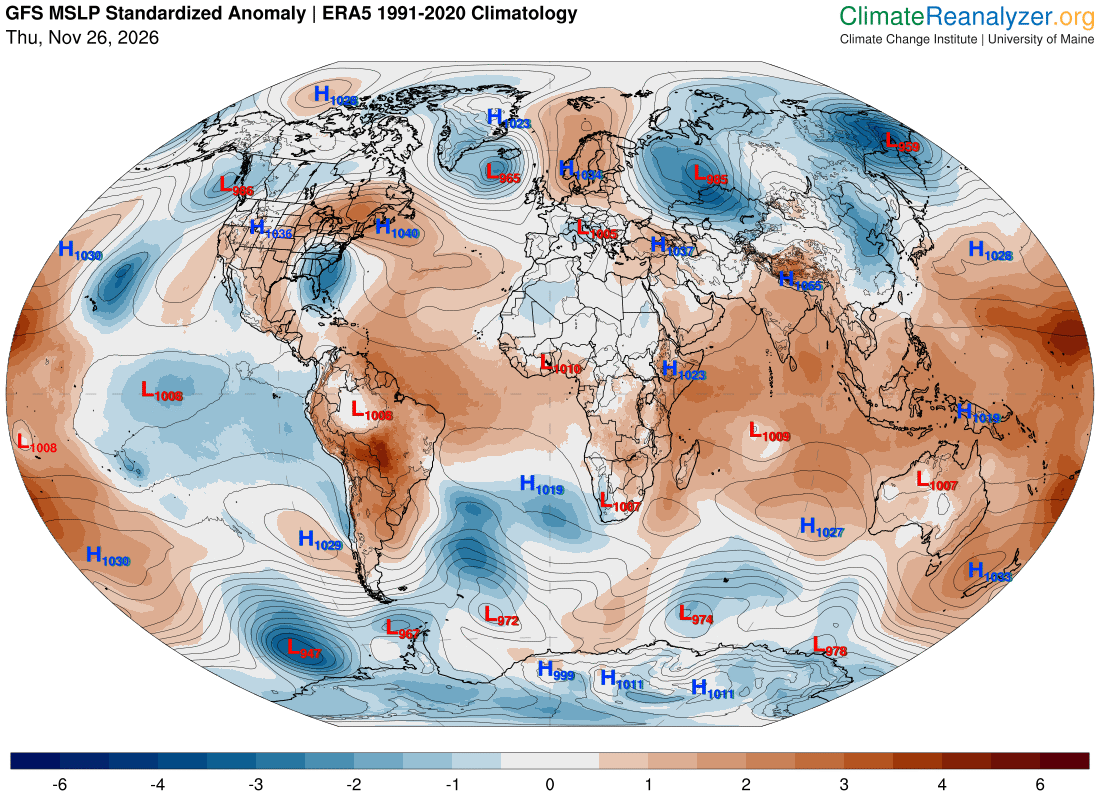 GFS MSLP Standardized Anomaly | ERA5 1991-2020 Climatology
Thu, Nov 26, 2026
ClimateReanalyzer.org
Climate Change Institute | University of Maine
H1028
H1023
L959
L965
H1034
L985
L986
H1036
H1040
L1005
H1037
H1030
H1028
L1010
H1023
L1008
L1008
H1019
L1008
L1009
L1007
H1019
L1007
H1027
H1029
H1030
H1033
L972
L974
L967
L947
L978
H999
H1011
H1011
-6 -4 -3 -2 -1 0 1 2 3 4 6